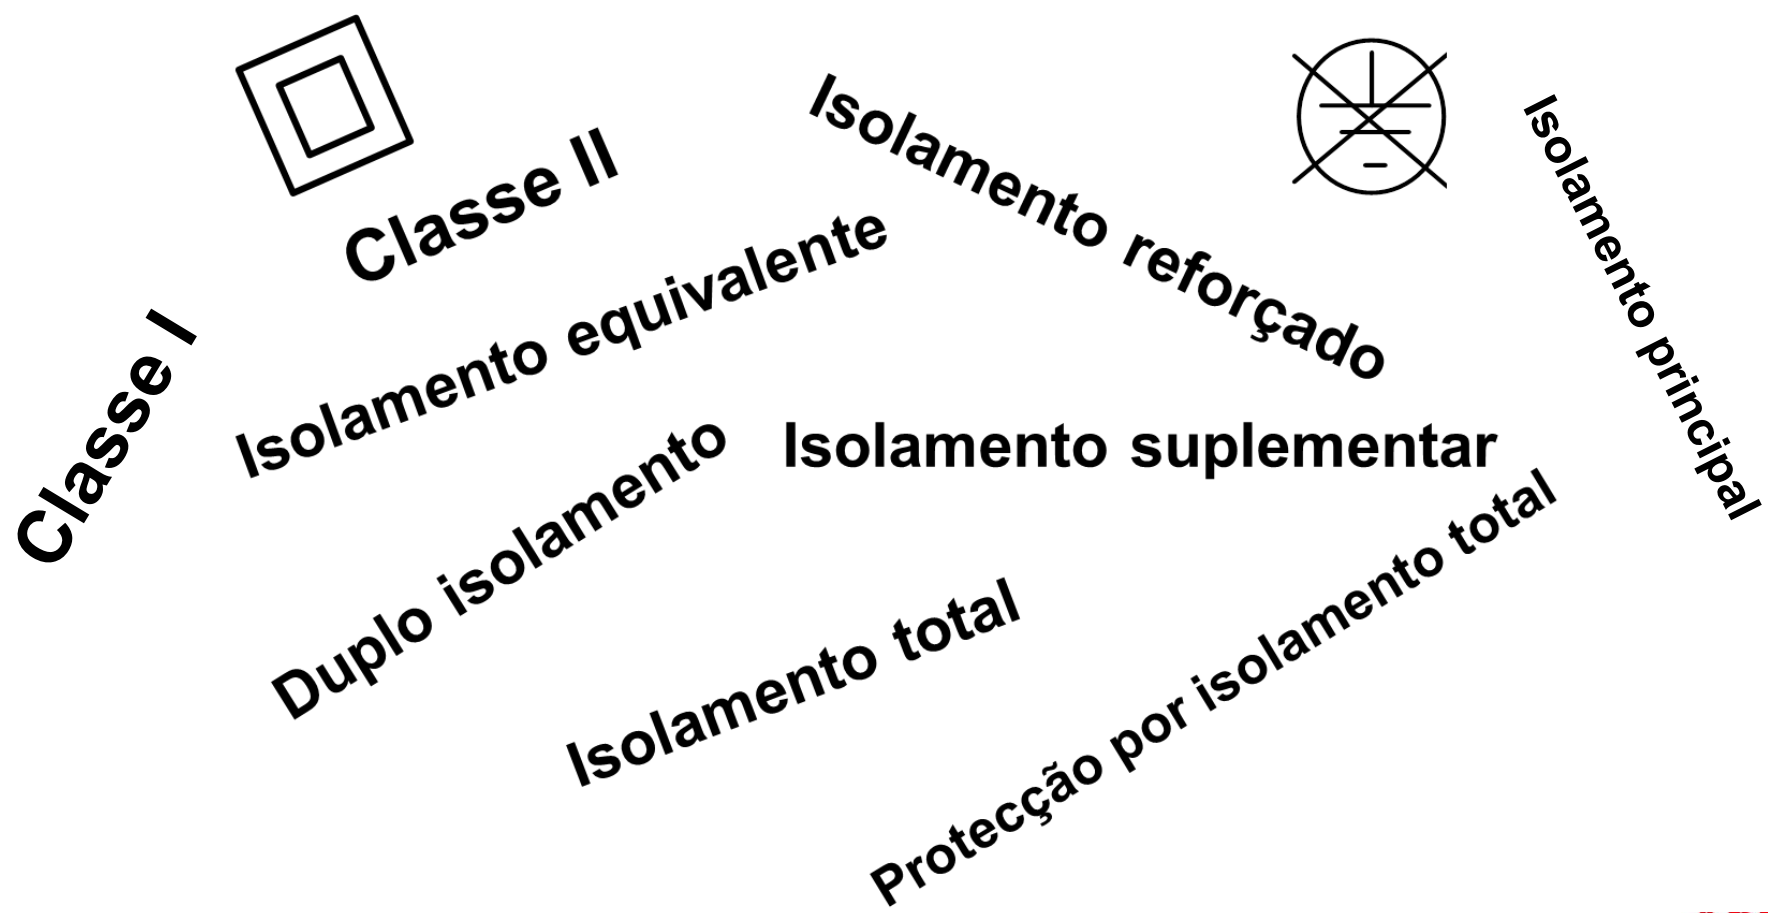 Classe II
Isolamento reforçado
Isolamento principal
Isolamento equivalente
Classe I
Isolamento suplementar
Duplo isolamento
Isolamento total
Protecção por isolamento total